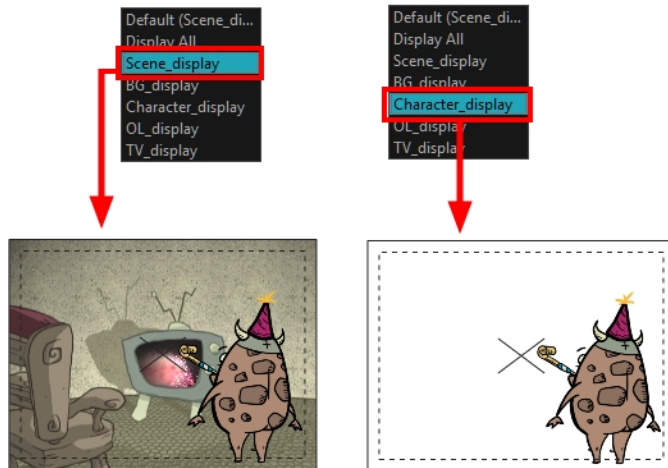 Default (Scene_di...
Display All
Scene_display
BG_display
Character_display
OL_display
TV_display
Default (Scene_di...
Display All
Scene_display
BG_display
Character_display
OL_display
TV_display